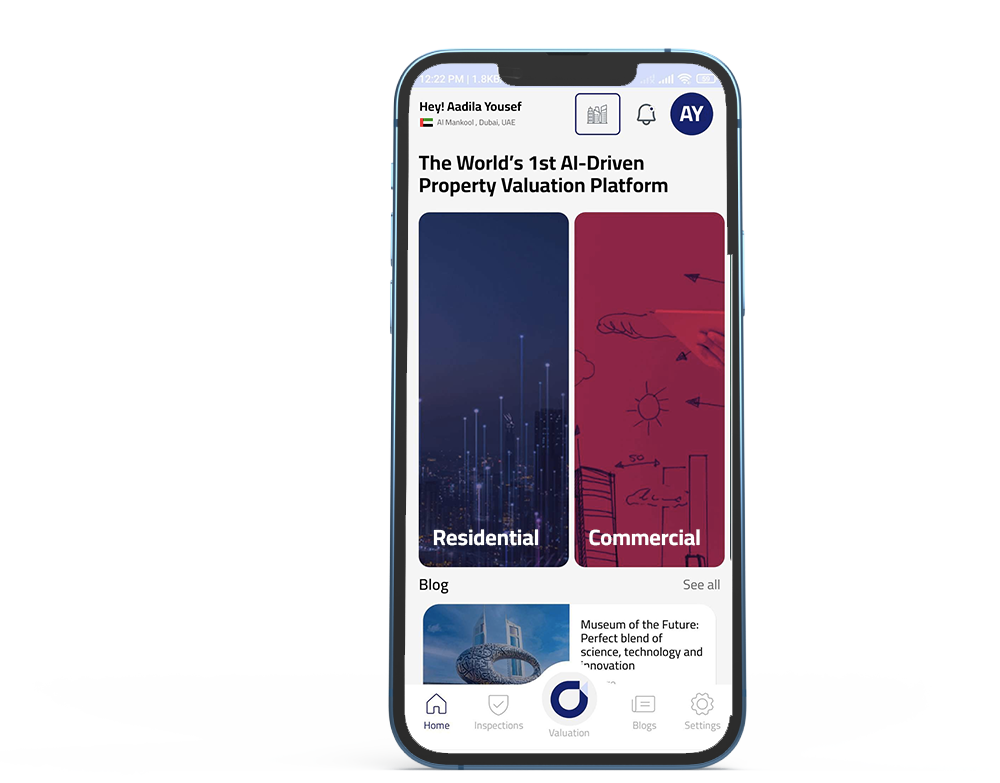 12:22 PM | 1.8KB
Hey! Aadila Yousef
Al Mankool , Dubai, UAE
AY
The World's 1st AI-Driven
Property Valuation Platform
Residential
Commercial
50
Blog
See all
Museum of the Future:
Perfect blend of
science, technology and
innovation
Home
Inspections
Valuation
Blogs
Settings